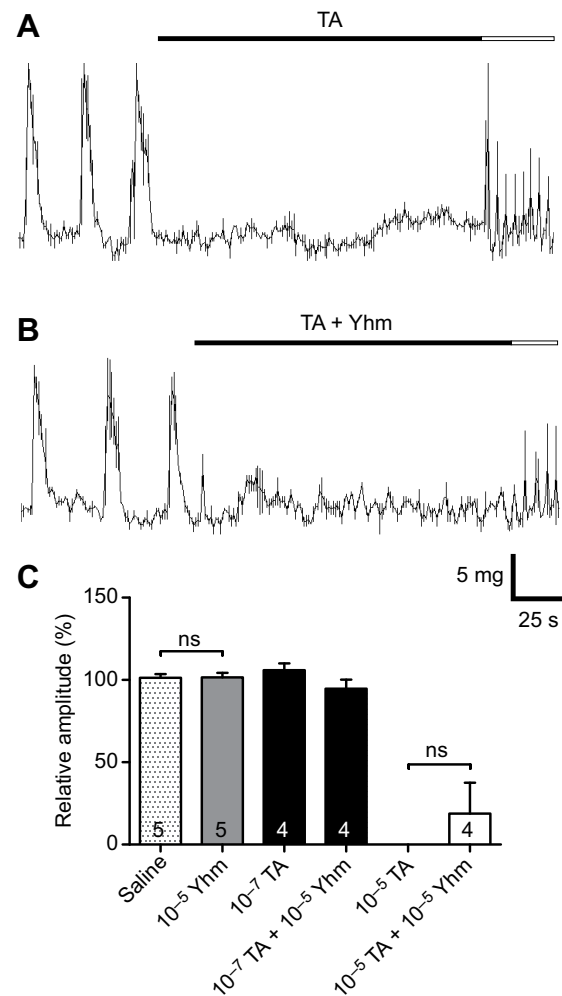 A
TA
B
TA + Yhm
5 mg
25 s
C
150
100
50
0
Relative amplitude (%)
ns
ns
5
5
4
4
4
Saline
10⁻⁵ Yhm
10⁻⁷ TA
10⁻⁷ TA + 10⁻⁵ Yhm
10⁻⁵ TA
10⁻⁵ TA + 10⁻⁵ Yhm